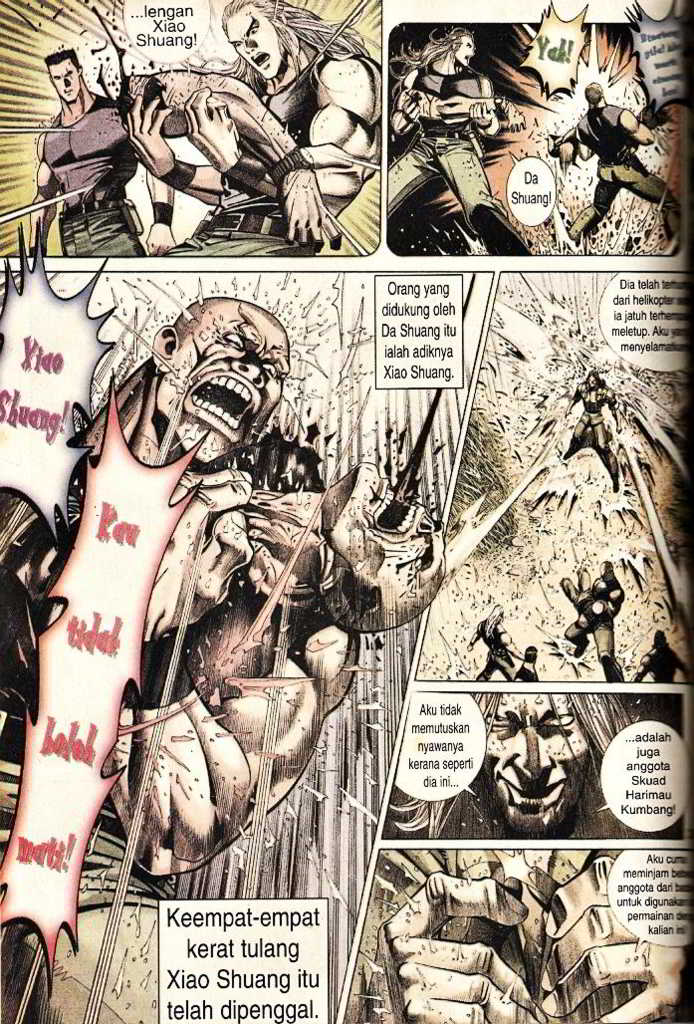 ...lengan
Xiao
Shuang!
Yah!
Da
Shuang!
Xiao
Shuang!
Kau
tidak
boleh
mati!!
Orang yang
didukung oleh
Da Shuang itu
ialah adiknya
Xiao Shuang.
Keempat-empat
kerat tulang
Xiao Shuang itu
telah dipenggal.
Dia telah
dari helikopter
ia jatuh
meletup. Aku
Aku tidak
memutuskan
nyawanya
kerana seperti
dia ini...
...adalah
juga
anggota
Skuad
Harimau
Kumbang!
Aku
meminjam
anggota dari
untuk digunakan
permainan
kalian ini